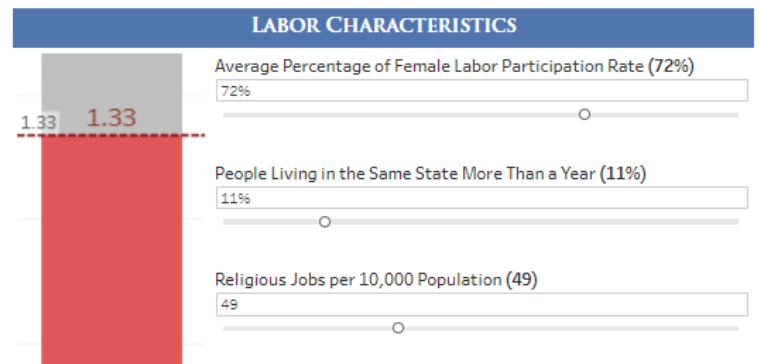 LABOR CHARACTERISTICS
Average Percentage of Female Labor Participation Rate (72%)
72%
1.33 1.33
People Living in the Same State More Than a Year (11%)
11%
Religious Jobs per 10,000 Population (49)
49